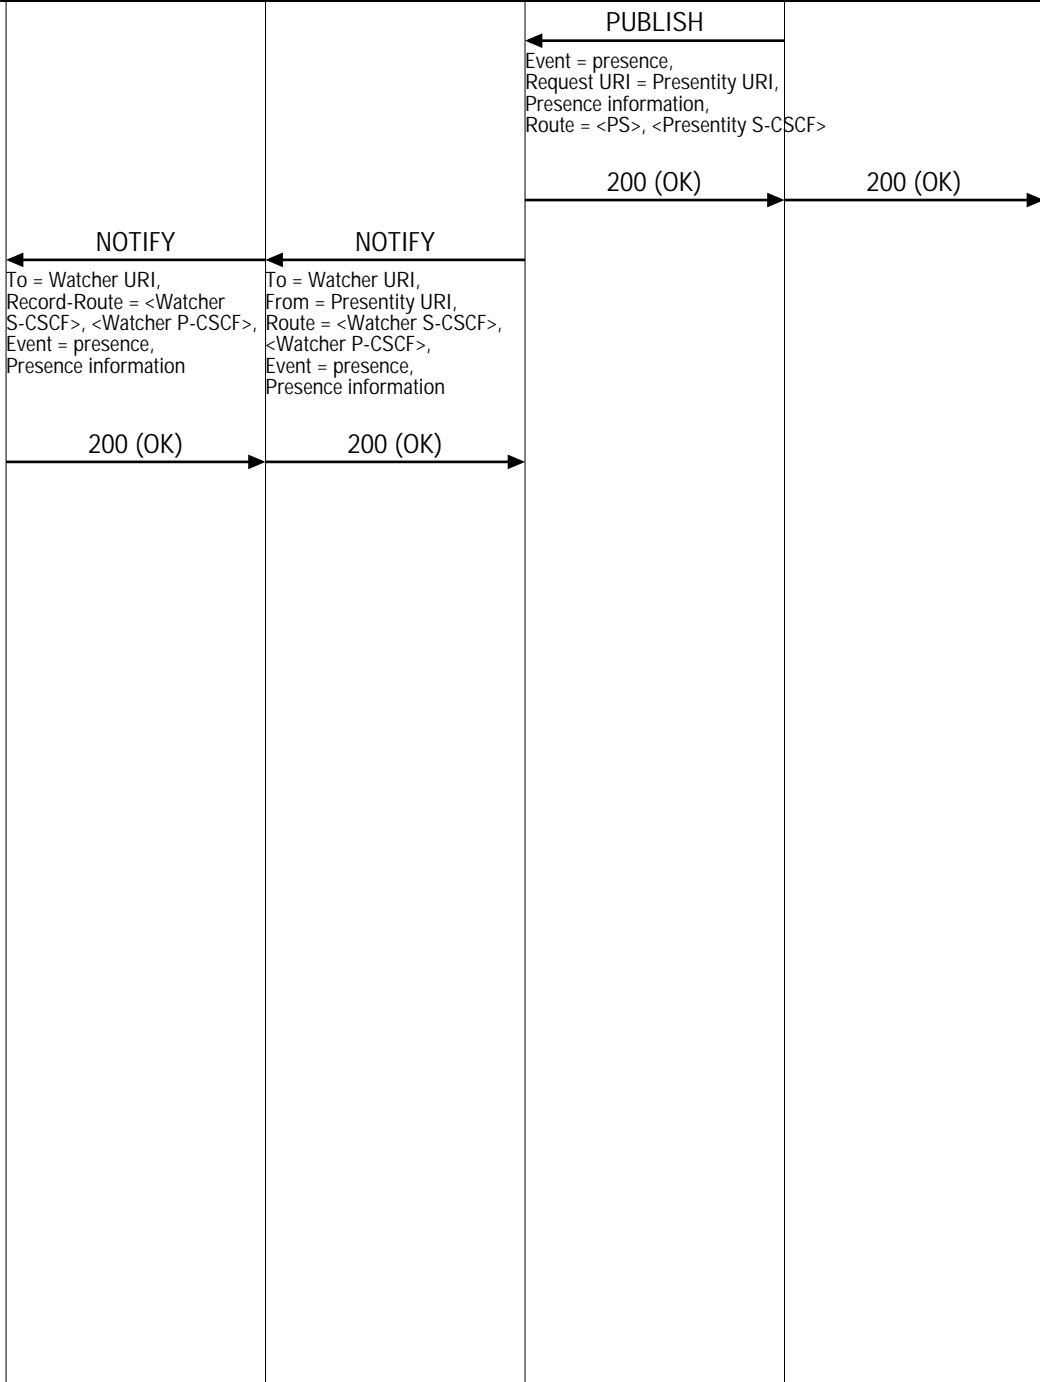 PUBLISH
Event = presence,
Request URI = Presentity URI,
Presence information,
Route = <PS>, <Presentity S-CSCF>
200 (OK)
200 (OK)
NOTIFY
To = Watcher URI,
Record-Route = <Watcher
S-CSCF>, <Watcher P-CSCF>,
Event = presence,
Presence information
NOTIFY
To = Watcher URI,
From = Presentity URI,
Route = <Watcher S-CSCF>,
<Watcher P-CSCF>,
Event = presence,
Presence information
200 (OK)
200 (OK)